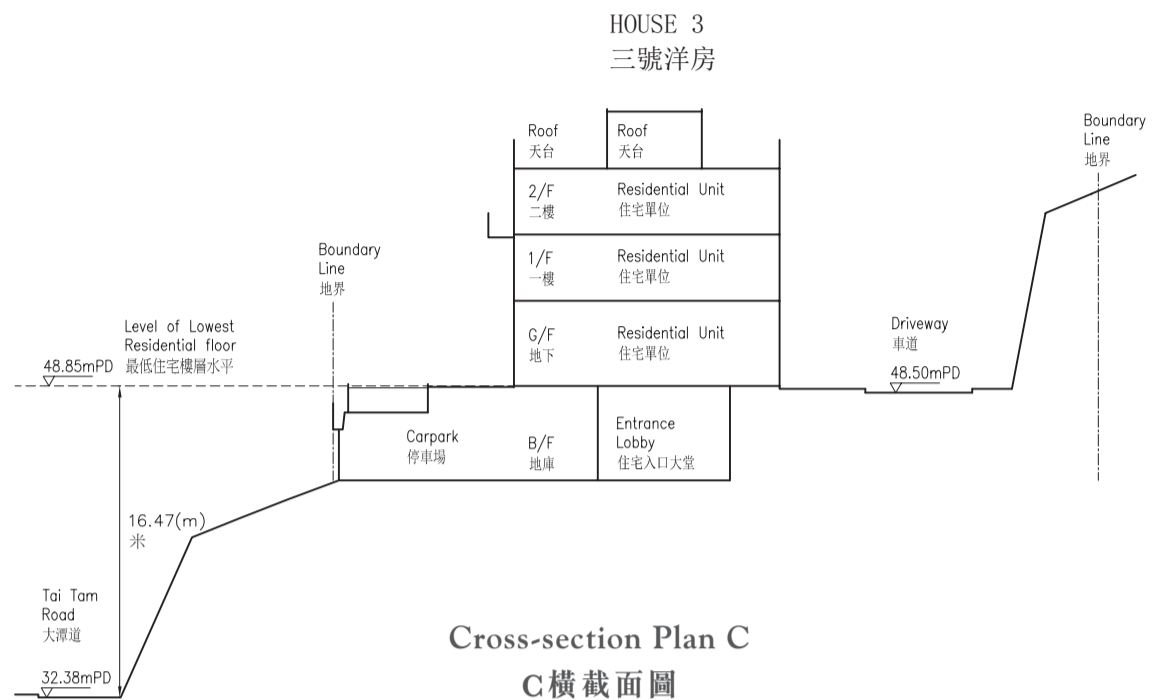 HOUSE 3
三號洋房
Roof
天台
Roof
天台
Boundary
Line
地界
2/F
二樓
Residential Unit
住宅單位
Boundary
Line
地界
1/F
一樓
Residential Unit
住宅單位
Level of Lowest
Residential floor
最低住宅樓層水平
48.85mPD
G/F
地下
Residential Unit
住宅單位
Driveway
車道
48.50mPD
Carpark
停車場
B/F
地庫
Entrance
Lobby
住宅入口大堂
16.47(m)
米
Tai Tam
Road
大潭道
32.38mPD
Cross-section Plan C
C橫截面圖